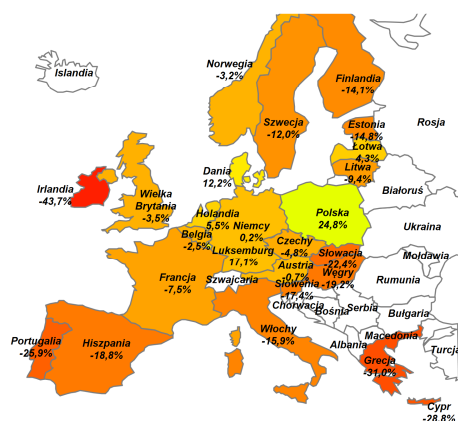 Islandia
Norwegia
-3,2%
Finlandia
-14,1%
Szwecja
-12,0%
Estonia
-14,8%
Rosja
Łotwa
4,3%
Litwa
-9,4%
Dania
12,2%
Białoruś
Irlandia
-43,7%
Wielka
Brytania
-3,5%
Holandia
5,5%
Niemcy
0,2%
Polska
24,8%
Belgia
-2,5%
Luksemburg
17,1%
Czechy
-4,8%
Ukraina
Słowacja
-22,4%
Mołdawia
Austria
-0,7%
Węgry
-19,2%
Francja
-7,5%
Szwajcaria
Słowenia
-17,4%
Rumunia
Chorwacja
Bośnia
Serbia
Bułgaria
Włochy
-15,9%
Macedonia
Albania
Turcj
Portugalia
-25,9%
Hiszpania
-18,8%
Grecja
-31,0%
Cypr
-28,8%